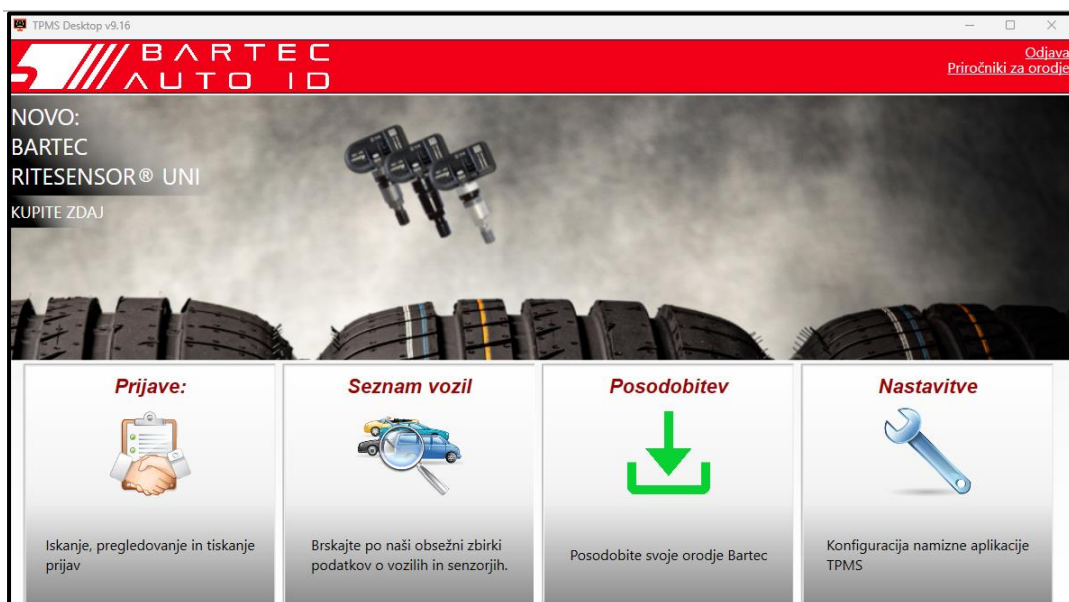 TPMS Desktop v9.16
BARTEC
AUTO ID
Odjava
Priročniki za orodje
NOVO:
BARTEC
RITESENSOR® UNI
KUPITE ZDAJ
Prijave:
Iskanje, pregledovanje in tiskanje
prijav
Seznam vozil
Brskajte po naši obsežni zbirki
podatkov o vozilih in senzorjih.
Posodobitev
Posodobite svoje orodje Bartec
Nastavitve
Konfiguracija namizne aplikacije
TPMS